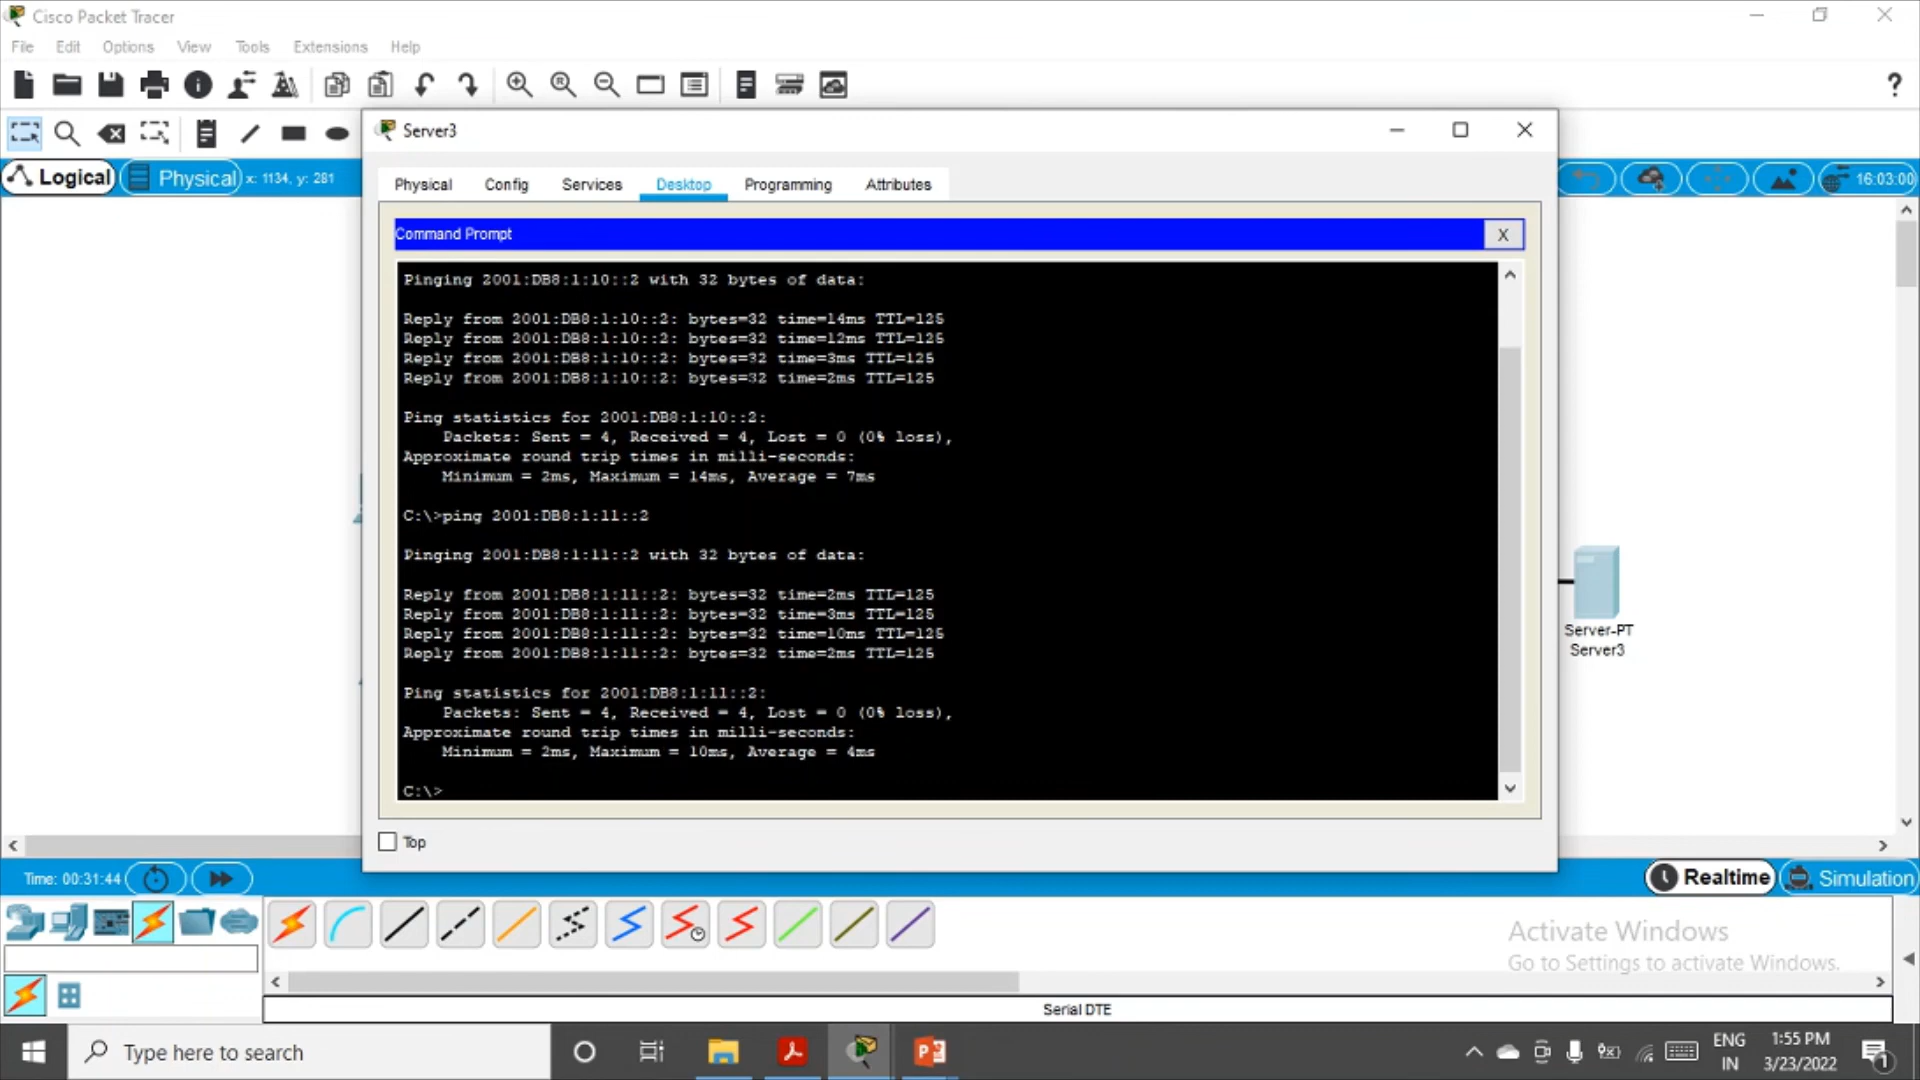 Cisco Packet Tracer
File Edit Options View Tools Extensions Help
?
Server3
Logical Physical x: 1134, y: 281
16:03:00
Physical Config Services Desktop Programming Attributes
Command Prompt
X
Pinging 2001:DB8:1:10::2 with 32 bytes of data:
Reply from 2001:DB8:1:10::2: bytes=32 time=14ms TTL=125
Reply from 2001:DB8:1:10::2: bytes=32 time=12ms TTL=125
Reply from 2001:DB8:1:10::2: bytes=32 time=3ms TTL=125
Reply from 2001:DB8:1:10::2: bytes=32 time=2ms TTL=125
Ping statistics for 2001:DB8:1:10::2:
Packets: Sent = 4, Received = 4, Lost = 0 (0% loss),
Approximate round trip times in milli-seconds:
Minimum = 2ms, Maximum = 14ms, Average = 7ms
C:\>ping 2001:DB8:1:11::2
Pinging 2001:DB8:1:11::2 with 32 bytes of data:
Reply from 2001:DB8:1:11::2: bytes=32 time=2ms TTL=125
Reply from 2001:DB8:1:11::2: bytes=32 time=3ms TTL=125
Reply from 2001:DB8:1:11::2: bytes=32 time=10ms TTL=125
Reply from 2001:DB8:1:11::2: bytes=32 time=2ms TTL=125
Ping statistics for 2001:DB8:1:11::2:
Packets: Sent = 4, Received = 4, Lost = 0 (0% loss),
Approximate round trip times in milli-seconds:
Minimum = 2ms, Maximum = 10ms, Average = 4ms
C:\>
Server-PT
Server3
Top
Time: 00:31:44
Realtime Simulation
Activate Windows
Go to Settings to activate Windows.
Serial DTE
Type here to search
ENG
IN
1:55 PM
3/23/2022
1